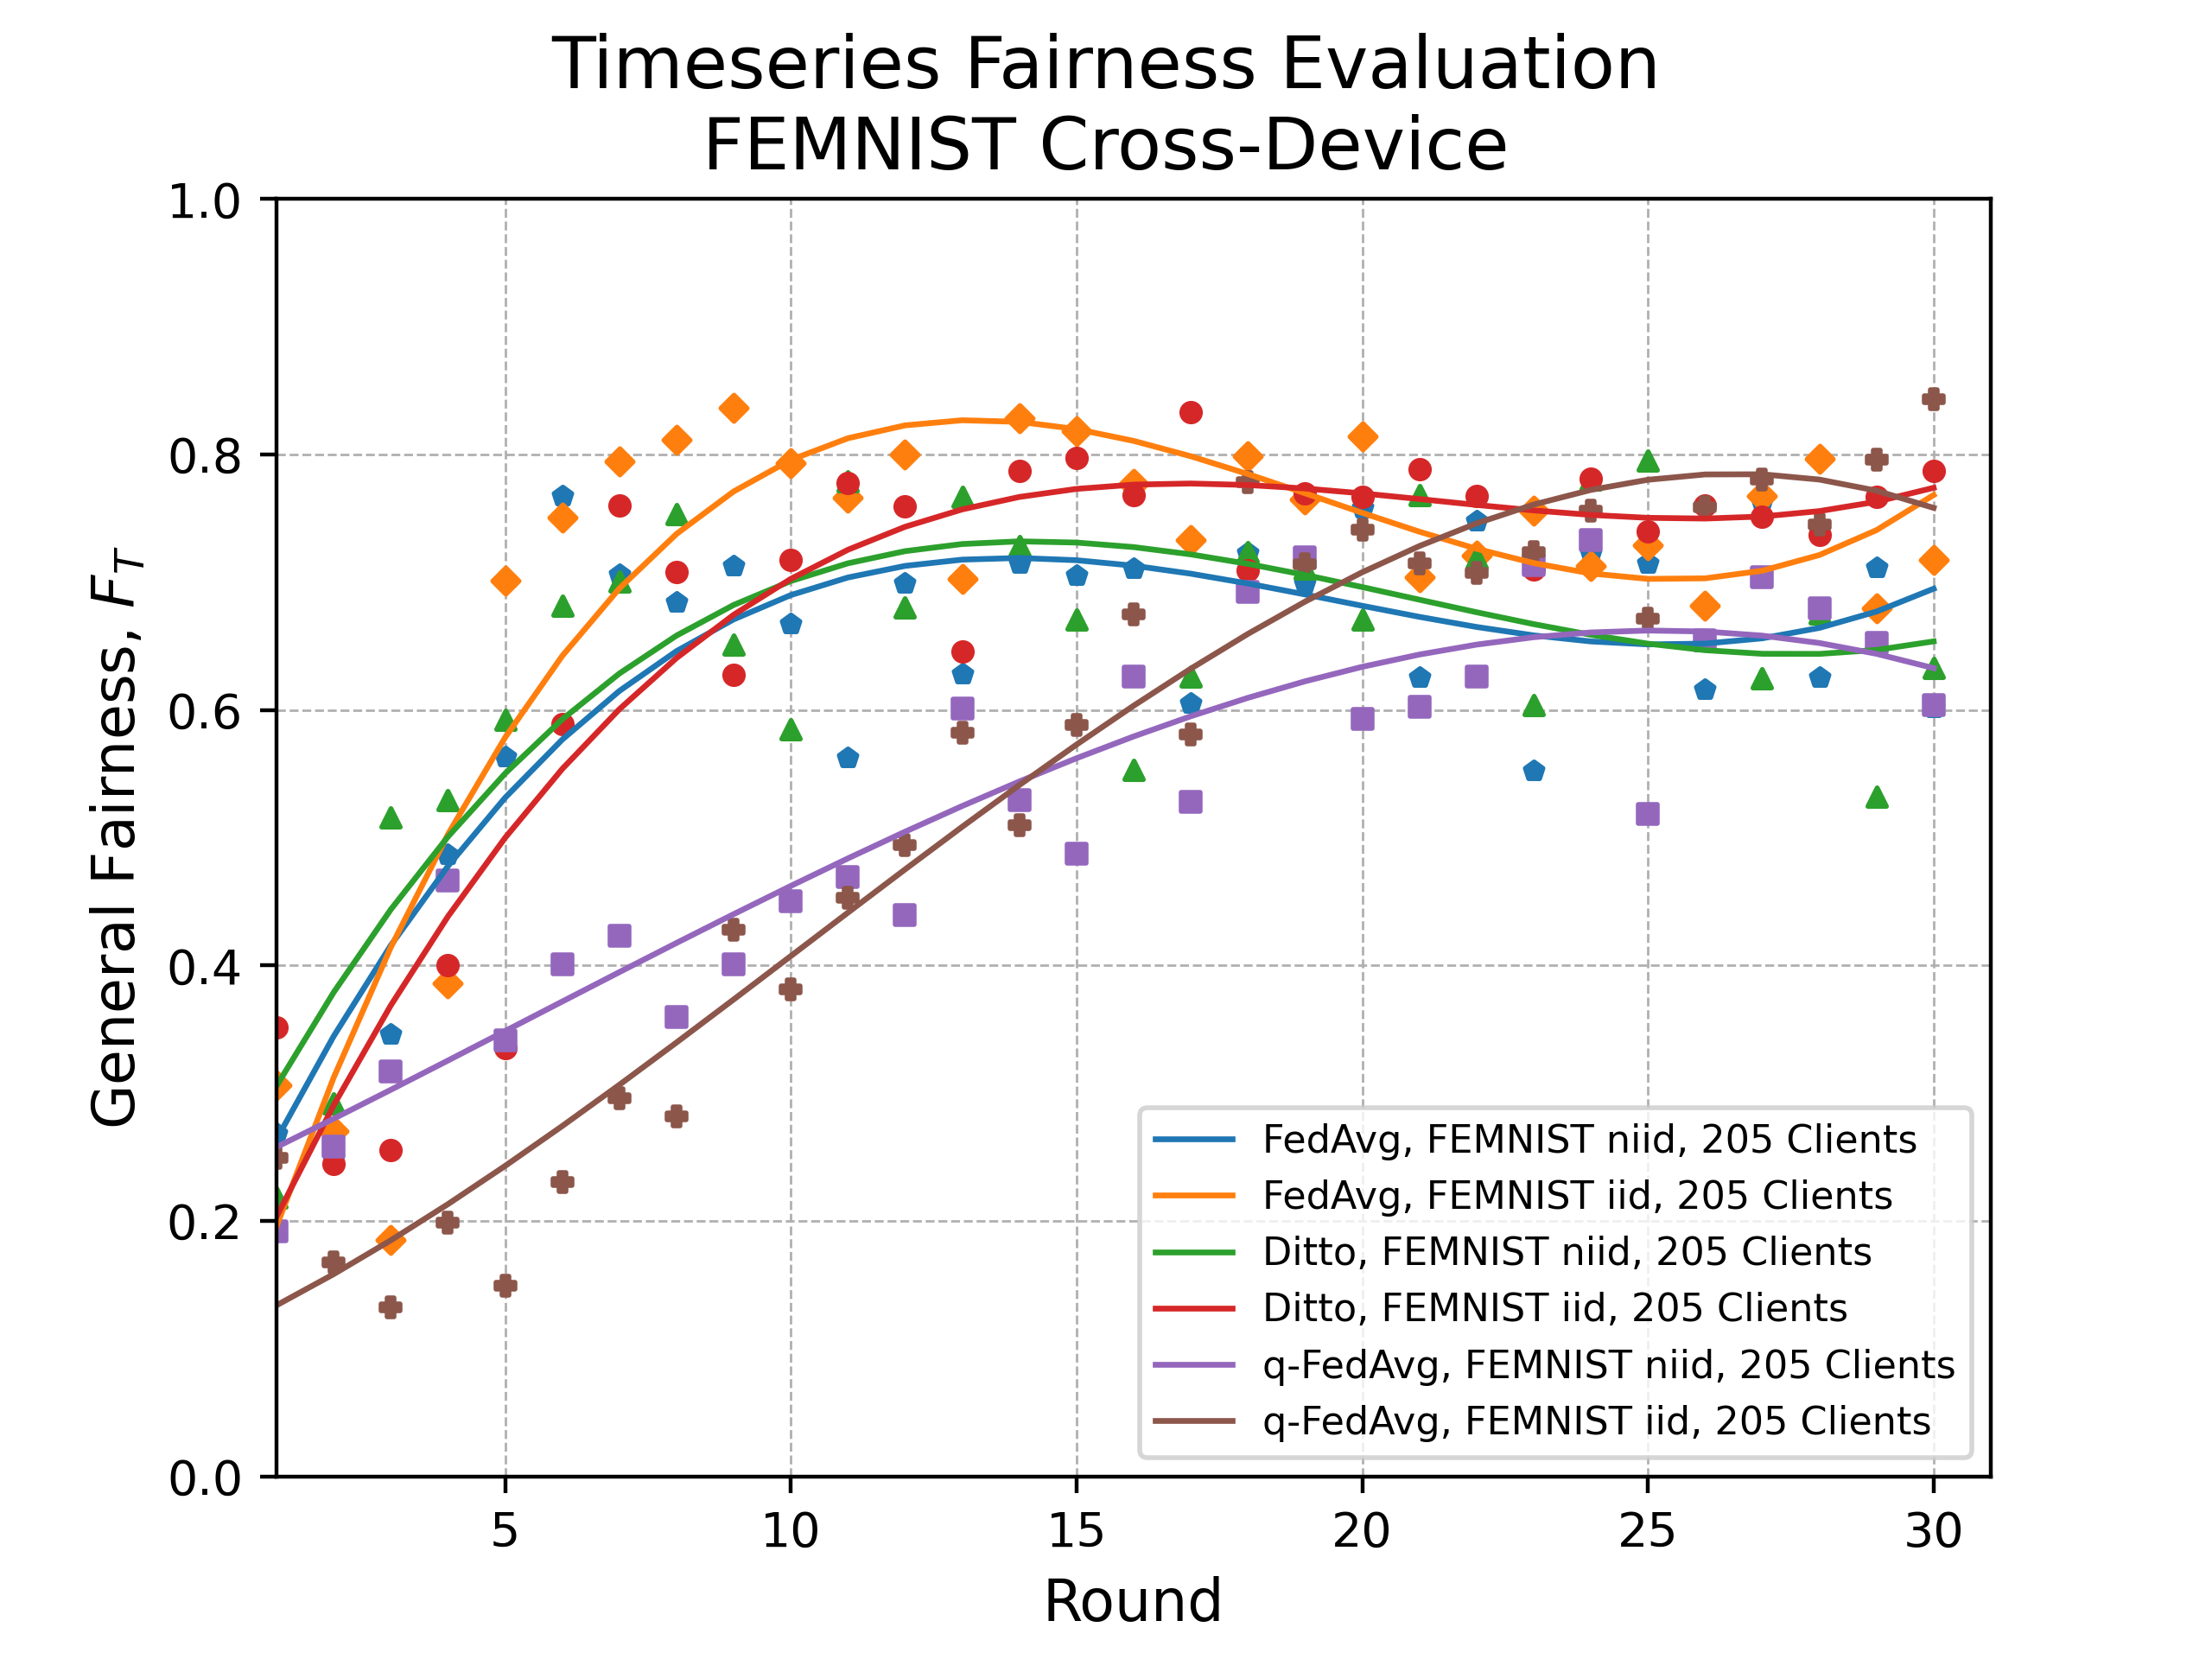 Timeseries Fairness Evaluation
FEMNIST Cross-Device
General Fairness, F_T
1.0
0.8
0.6
0.4
0.2
0.0
5 10 15 20 25 30
Round
FedAvg, FEMNIST niid, 205 Clients
FedAvg, FEMNIST iid, 205 Clients
Ditto, FEMNIST niid, 205 Clients
Ditto, FEMNIST iid, 205 Clients
q-FedAvg, FEMNIST niid, 205 Clients
q-FedAvg, FEMNIST iid, 205 Clients